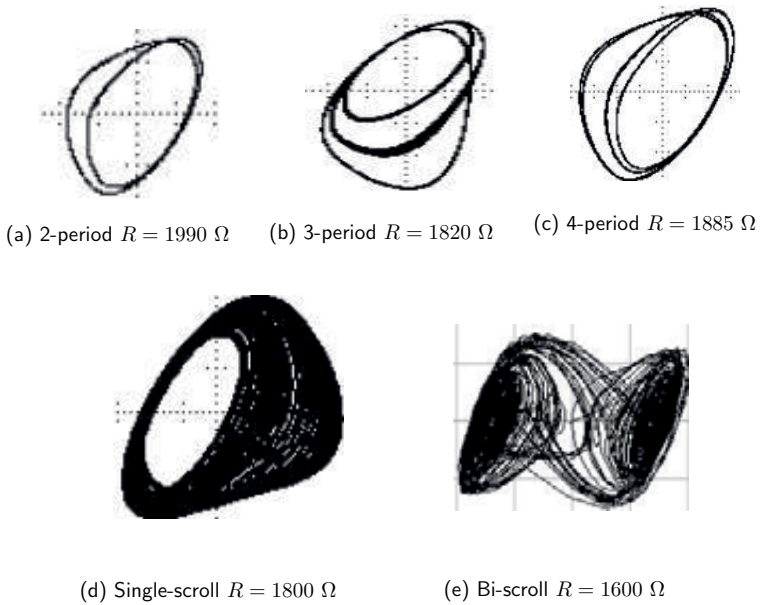 (a) 2-period R = 1990 Ω
(b) 3-period R = 1820 Ω
(c) 4-period R = 1885 Ω
(d) Single-scroll R = 1800 Ω
(e) Bi-scroll R = 1600 Ω